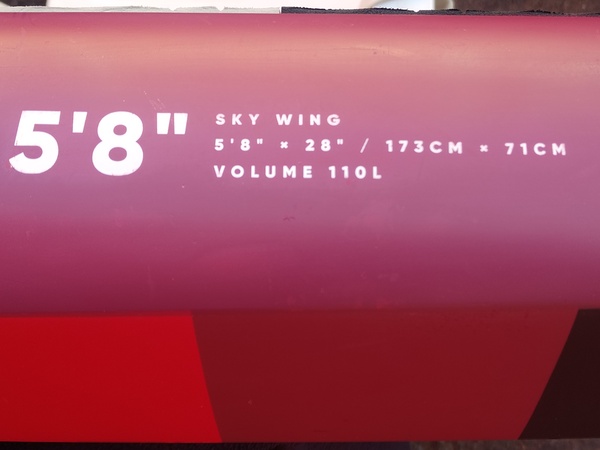 5'8"
SKY WING
5'8" × 28" / 173CM × 71CM
VOLUME 110L